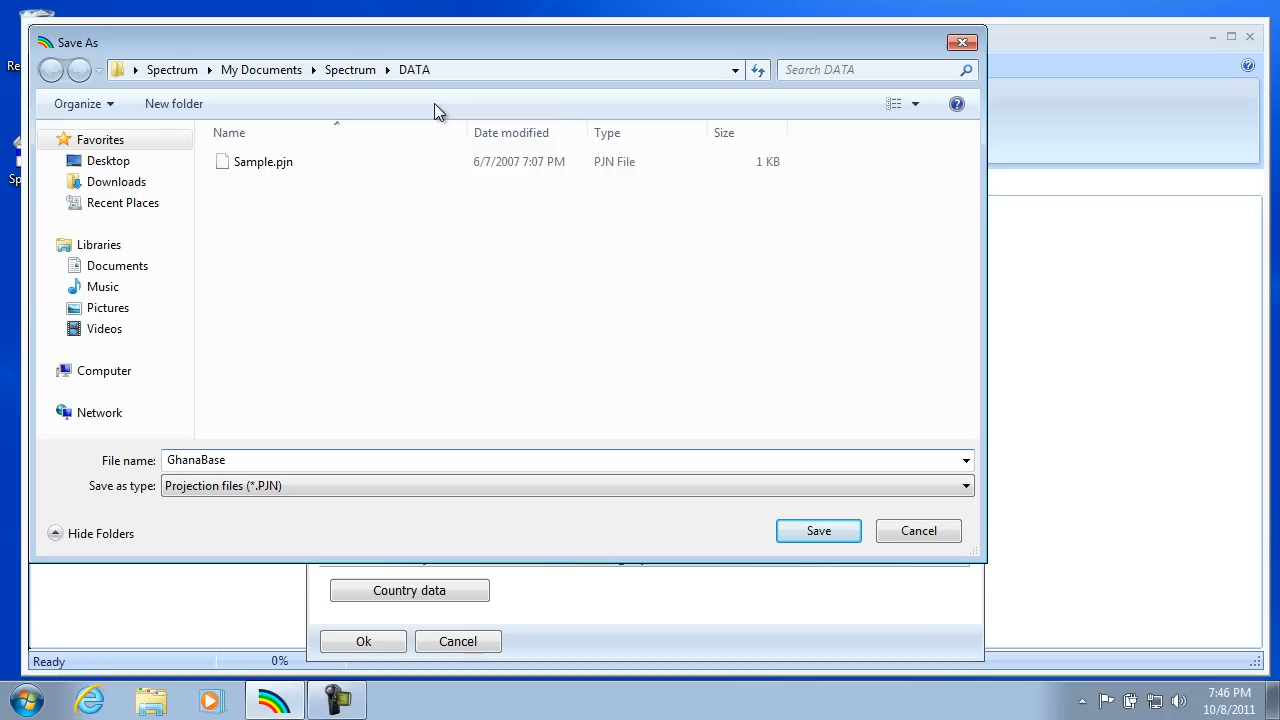 Save As
Spectrum My Documents Spectrum DATA
Search DATA
Organize New folder
Name Date modified Type Size
Sample.pjn 6/7/2007 7:07 PM PJN File 1 KB
Favorites
Desktop
Downloads
Recent Places
Libraries
Documents
Music
Pictures
Videos
Computer
Network
File name: GhanaBase
Save as type: Projection files (*.PJN)
Hide Folders
Save Cancel
Country data
Ok Cancel
Ready 0%
7:46 PM
10/8/2011